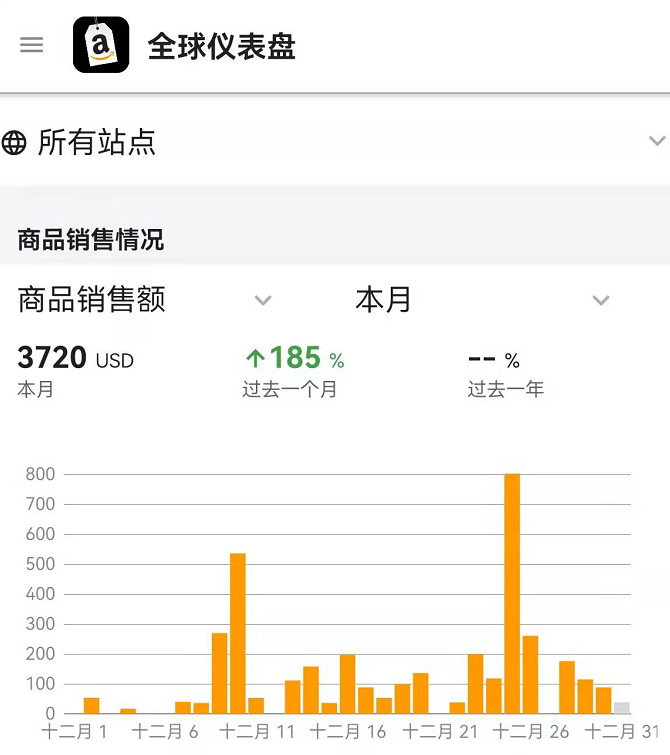 a
全球仪表盘
所有站点
商品销售情况
商品销售额
本月
3720 USD
↑185 %
-- %
本月
过去一个月
过去一年
800
700
600
500
400
300
200
100
0
十二月 1
十二月 6
十二月 11
十二月 16
十二月 21
十二月 26
十二月 31